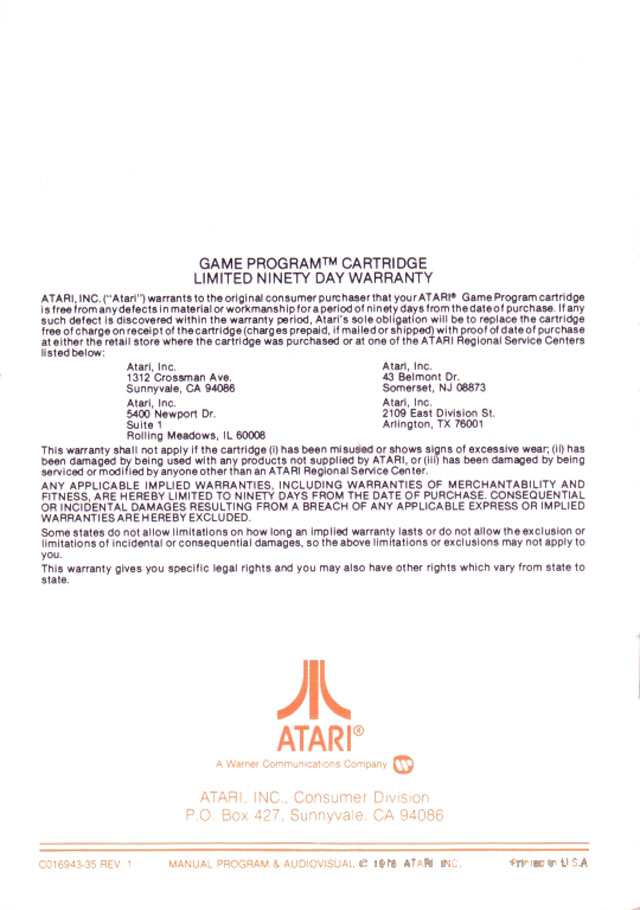 GAME PROGRAM™ CARTRIDGE
LIMITED NINETY DAY WARRANTY
ATARI, INC. ("Atari") warrants to the original consumer purchaser that your ATARI® Game Program cartridge
is free from any defects in material or workmanship for a period of ninety days from the date of purchase. If any
such defect is discovered within the warranty period, Atari's sole obligation will be to replace the cartridge
free of charge on receipt of the cartridge (charges prepaid, if mailed or shipped) with proof of date of purchase
at either the retail store where the cartridge was purchased or at one of the ATARI Regional Service Centers
listed below:
Atari, Inc.
1312 Crossman Ave.
Sunnyvale, CA 94086
Atari, Inc.
43 Belmont Dr.
Somerset, NJ 08873
Atari, Inc.
5400 Newport Dr.
Suite 1
Rolling Meadows, IL 60008
Atari, Inc.
2109 East Division St.
Arlington, TX 76001
This warranty shall not apply if the cartridge (i) has been misused or shows signs of excessive wear; (ii) has
been damaged by being used with any products not supplied by ATARI, or (iii) has been damaged by being
serviced or modified by anyone other than an ATARI Regional Service Center.
ANY APPLICABLE IMPLIED WARRANTIES, INCLUDING WARRANTIES OF MERCHANTABILITY AND
FITNESS, ARE HEREBY LIMITED TO NINETY DAYS FROM THE DATE OF PURCHASE. CONSEQUENTIAL
OR INCIDENTAL DAMAGES RESULTING FROM A BREACH OF ANY APPLICABLE EXPRESS OR IMPLIED
WARRANTIES ARE HEREBY EXCLUDED.
Some states do not allow limitations on how long an implied warranty lasts or do not allow the exclusion or
limitations of incidental or consequential damages, so the above limitations or exclusions may not apply to
you.
This warranty gives you specific legal rights and you may also have other rights which vary from state to
state.
ATARI®
A Warner Communications Company
ATARI, INC., Consumer Division
P.O. Box 427, Sunnyvale, CA 94086
C016943-35 REV. 1
MANUAL PROGRAM & AUDIOVISUAL © 1978 ATARI INC.
Printed in U.S.A